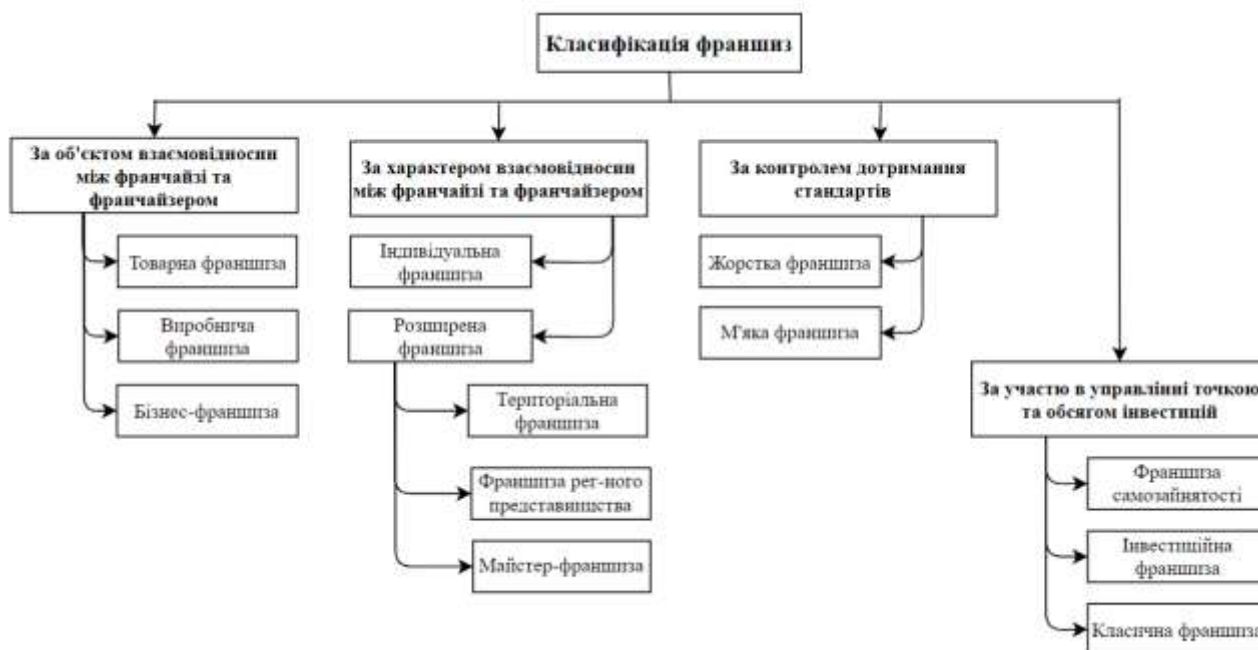 Класифікація франшиз
За об'єктом взаємовідносин
між франчайзі та
франчайзером
Товарна франшиза
Виробнича
франшиза
Бізнес-франшиза
За характером взаємовідносин
між франчайзі та франчайзером
Індивідуальна
франшиза
Розширена
франшиза
Територіальна
франшиза
Франшиза рег-ного
представництва
Майстер-франшиза
За контролем дотримання
стандартів
Жорстка франшиза
М'яка франшиза
За участю в управлінні точкою
та обсягом інвестицій
Франшиза
самозайнятості
Інвестиційна
франшиза
Класична франшиза